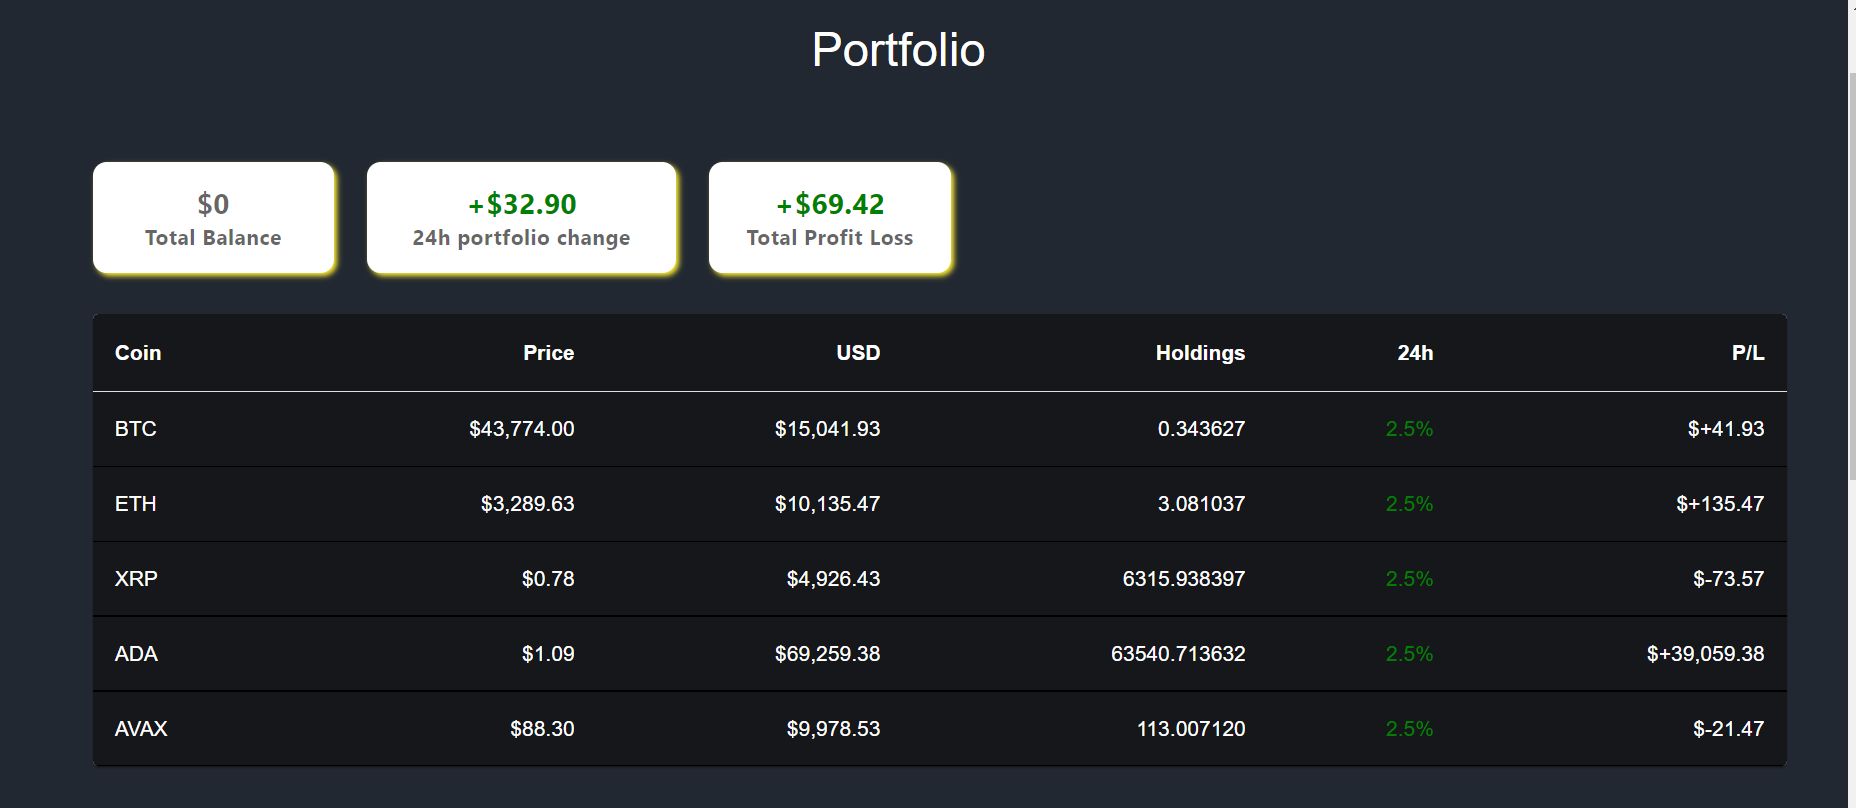 Portfolio
$0
Total Balance
+$32.90
24h portfolio change
+$69.42
Total Profit Loss
Coin Price USD Holdings 24h P/L
BTC $43,774.00 $15,041.93 0.343627 2.5% $+41.93
ETH $3,289.63 $10,135.47 3.081037 2.5% $+135.47
XRP $0.78 $4,926.43 6315.938397 2.5% $-73.57
ADA $1.09 $69,259.38 63540.713632 2.5% $+39,059.38
AVAX $88.30 $9,978.53 113.007120 2.5% $-21.47